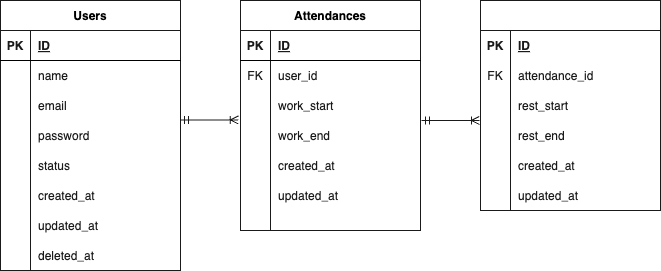 Users
PK ID
name
email
password
status
created_at
updated_at
deleted_at
Attendances
PK ID
FK user_id
work_start
work_end
created_at
updated_at
PK ID
FK attendance_id
rest_start
rest_end
created_at
updated_at